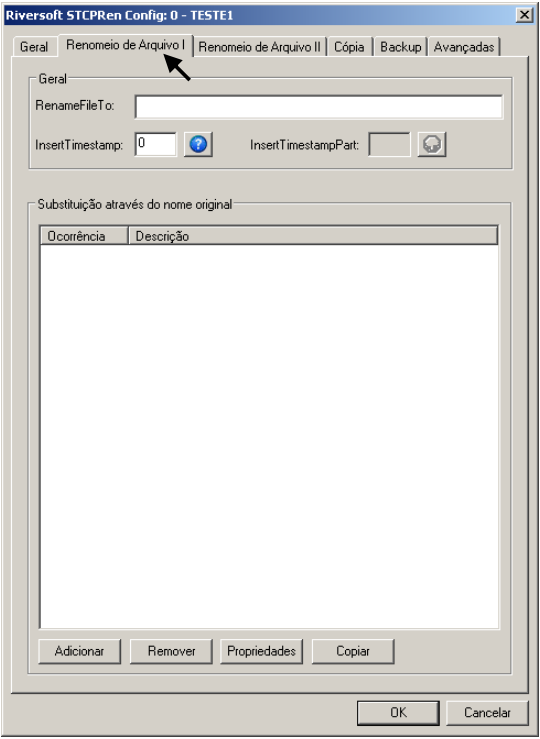 Riversoft STCPRen Config: 0 - TESTE1
Geral Renomeio de Arquivo I Renomeio de Arquivo II Cópia Backup Avançadas
Geral
RenameFileTo:
InsertTimestamp: 0 ? InsertTimestampPart:
Substituição através do nome original
Ocorrência Descrição
Adicionar Remover Propriedades Copiar
OK Cancelar